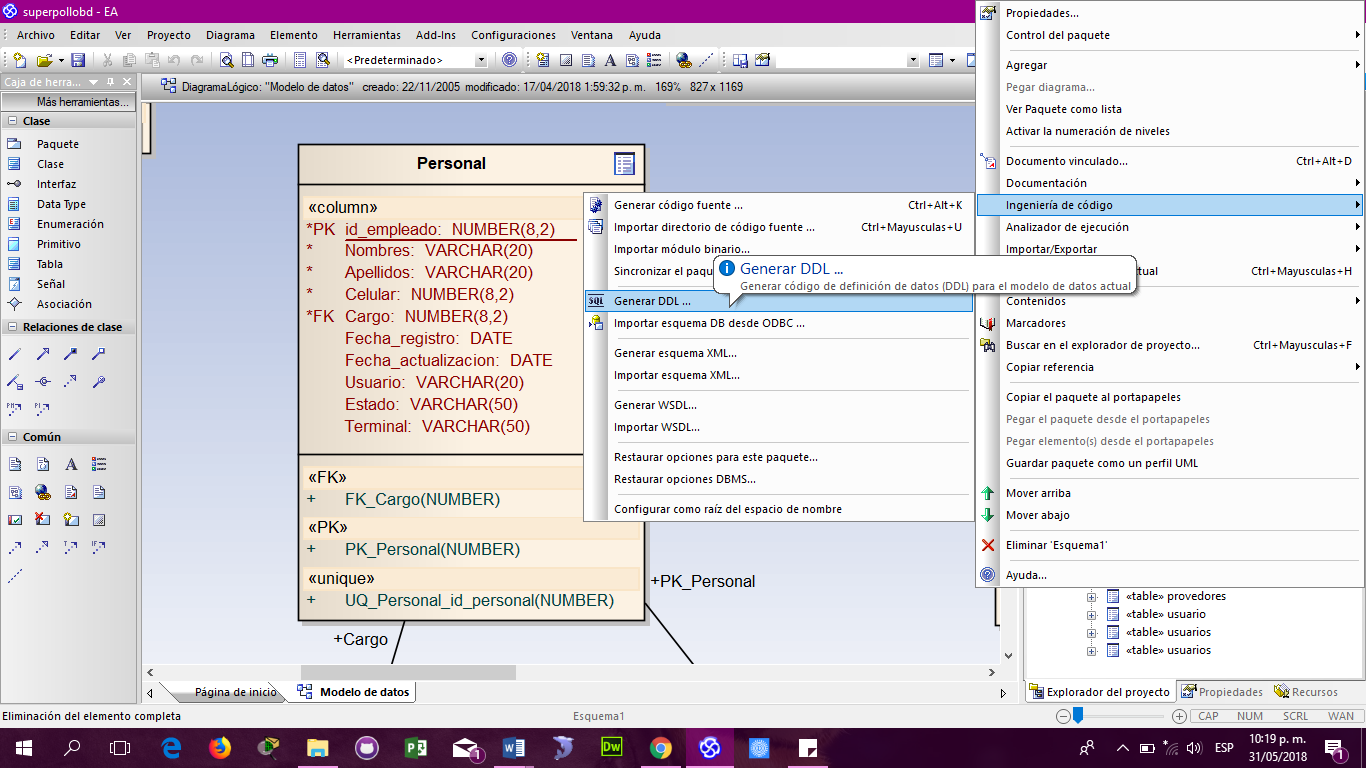 superpollobd - EA
Archivo Editar Ver Proyecto Diagrama Elemento Herramientas Add-Ins Configuraciones Ventana Ayuda
<Predeterminado>
Caja de herra...
Más herramientas...
Clase
Paquete
Clase
Interfaz
Data Type
Enumeración
Primitivo
Tabla
Señal
Asociación
Relaciones de clase
Común
DiagramaLógico: "Modelo de datos" creado: 22/11/2005 modificado: 17/04/2018 1:59:32 p. m. 169% 827 x 1169
Personal
«column»
*PK id_empleado: NUMBER(8,2)
* Nombres: VARCHAR(20)
* Apellidos: VARCHAR(20)
* Celular: NUMBER(8,2)
*FK Cargo: NUMBER(8,2)
Fecha_registro: DATE
Fecha_actualizacion: DATE
Usuario: VARCHAR(20)
Estado: VARCHAR(50)
Terminal: VARCHAR(50)
«FK»
+ FK_Cargo(NUMBER)
«PK»
+ PK_Personal(NUMBER)
«unique»
+ UQ_Personal_id_personal(NUMBER)
+Cargo
+PK_Personal
Generar código fuente ... Ctrl+Alt+K
Importar directorio de código fuente ... Ctrl+Mayusculas+U
Importar módulo binario...
Sincronizar el paqu
Generar DDL ...
Importar esquema DB desde ODBC ...
Generar esquema XML...
Importar esquema XML...
Generar WSDL...
Importar WSDL...
Restaurar opciones para este paquete...
Restaurar opciones DBMS...
Configurar como raíz del espacio de nombre
Generar DDL ...
Generar código de definición de datos (DDL) para el modelo de datos actual
Propiedades...
Control del paquete
Agregar
Pegar diagrama...
Ver Paquete como lista
Activar la numeración de niveles
Documento vinculado... Ctrl+Alt+D
Documentación
Ingeniería de código
Analizador de ejecución
Importar/Exportar
tual Ctrl+Mayusculas+H
Contenidos
Marcadores
Buscar en el explorador de proyecto... Ctrl+Mayusculas+F
Copiar referencia
Copiar el paquete al portapapeles
Pegar el paquete desde el portapapeles
Pegar elemento(s) desde el portapapeles
Guardar paquete como un perfil UML
Mover arriba
Mover abajo
Eliminar 'Esquema1'
Ayuda...
«table» provedores
«table» usuario
«table» usuarios
«table» usuarios
Página de inicio Modelo de datos
Explorador del proyecto Propiedades Recursos
Eliminación del elemento completa Esquema1 CAP NUM SCRL WAN
ESP
10:19 p. m.
31/05/2018